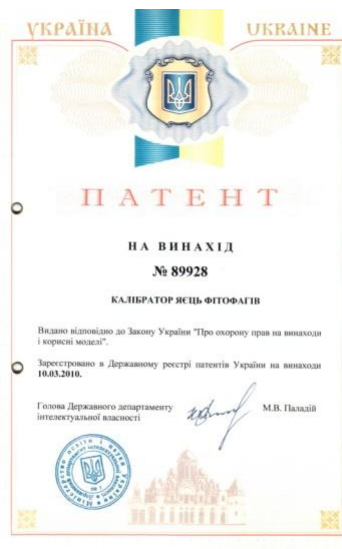 УКРАЇНА UKRAINE
ПАТЕНТ
НА ВИНАХІД
№ 89928
КАЛІБРАТОР ЯЄЦЬ ФІТОФАГІВ
Видано відповідно до Закону України "Про охорону прав на винаходи
і корисні моделі".
Зареєстровано в Державному реєстрі патентів України на винаходи
10.03.2010.
Голова Державного департаменту
інтелектуальної власності
М.В. Паладій